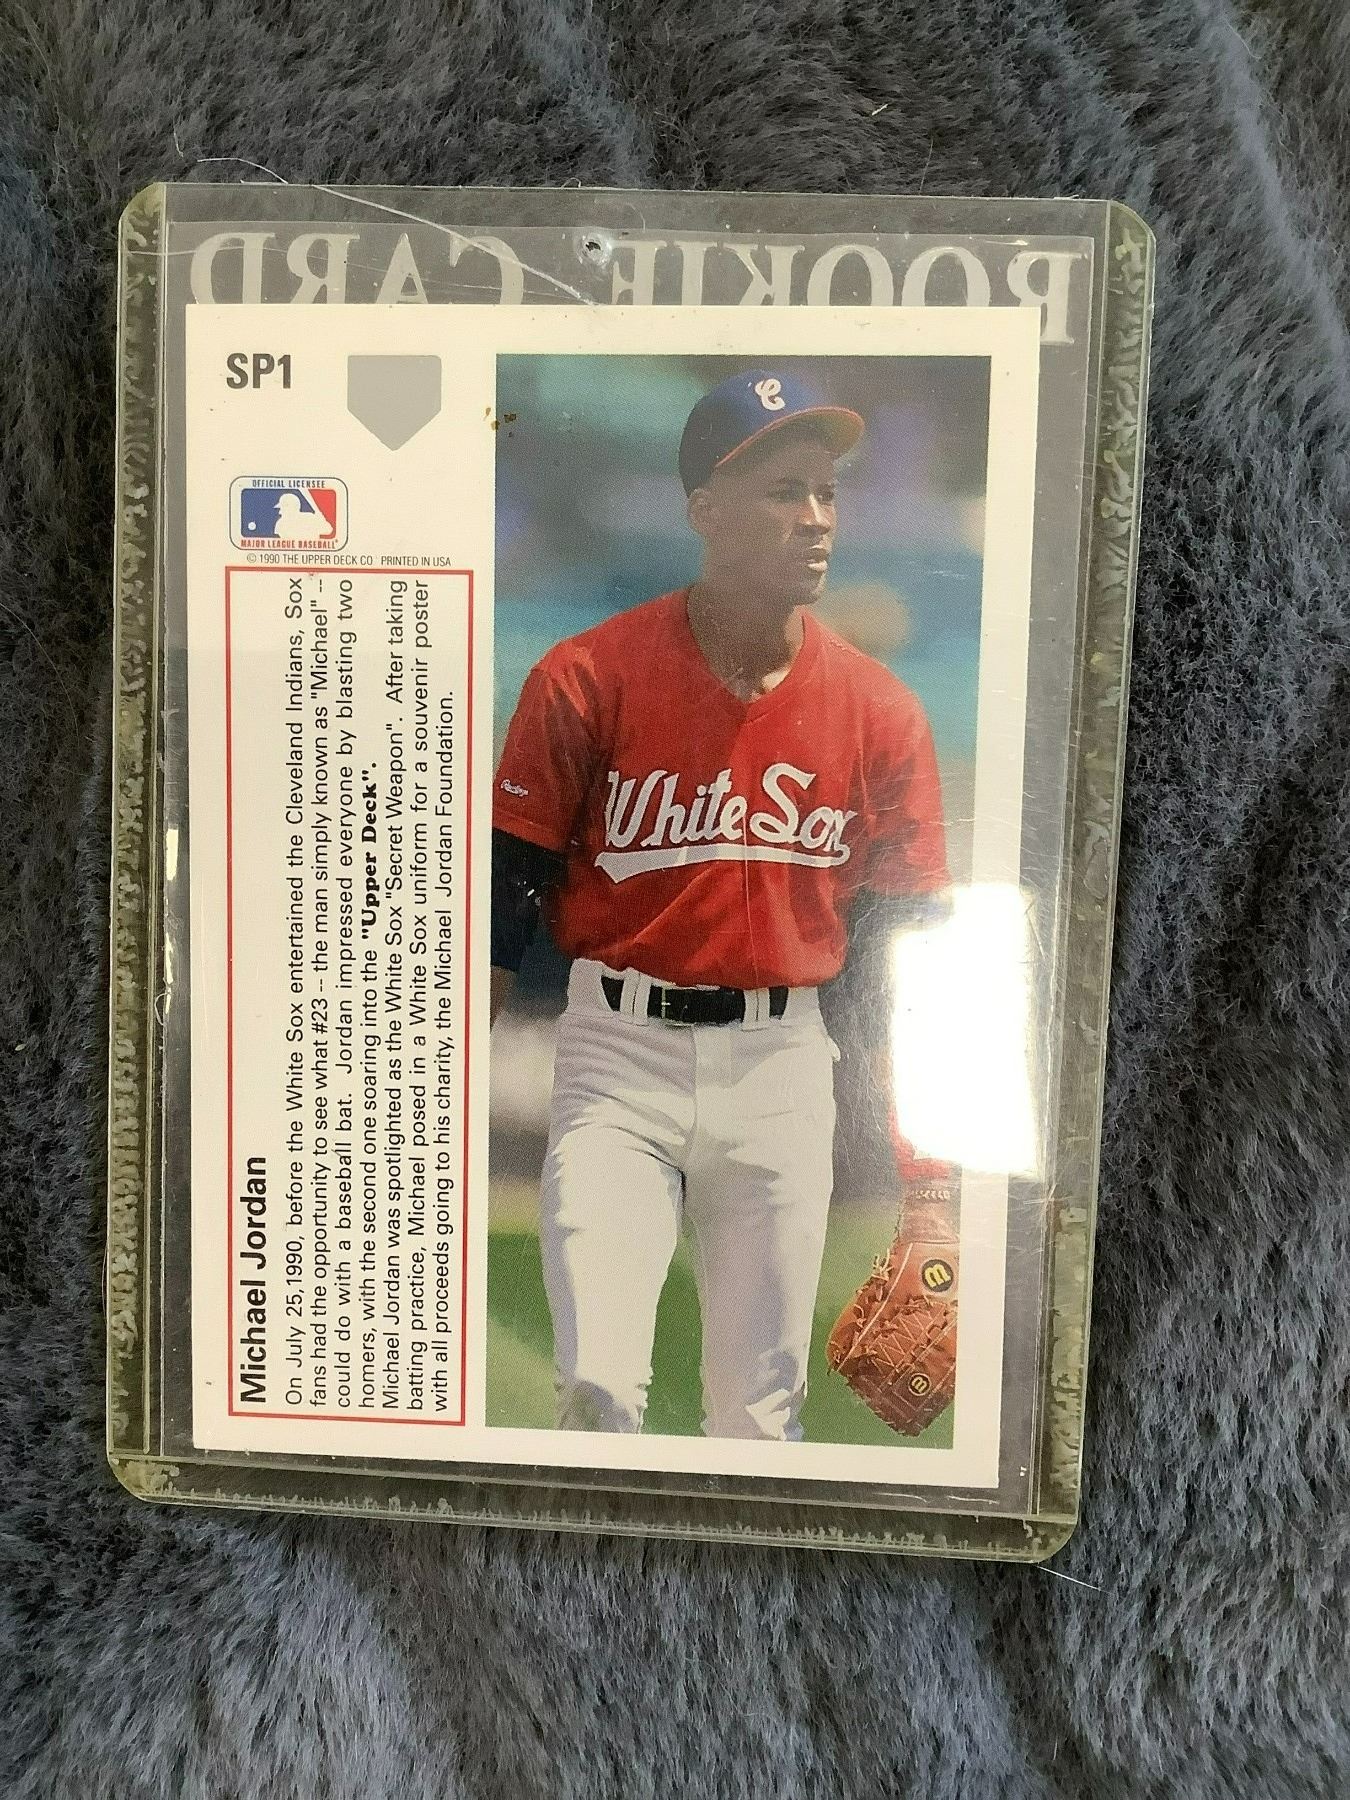 ROOKIE CARD
SP1
OFFICIAL LICENSEE
MAJOR LEAGUE BASEBALL
© 1990 THE UPPER DECK CO PRINTED IN USA
Michael Jordan
On July 25, 1990, before the White Sox entertained the Cleveland Indians, Sox
fans had the opportunity to see what #23 -- the man simply known as "Michael" --
could do with a baseball bat. Jordan impressed everyone by blasting two
homers, with the second one soaring into the "Upper Deck".
Michael Jordan was spotlighted as the White Sox "Secret Weapon". After taking
batting practice, Michael posed in a White Sox uniform for a souvenir poster
with all proceeds going to his charity, the Michael Jordan Foundation.
C
Rawlings
White Sox